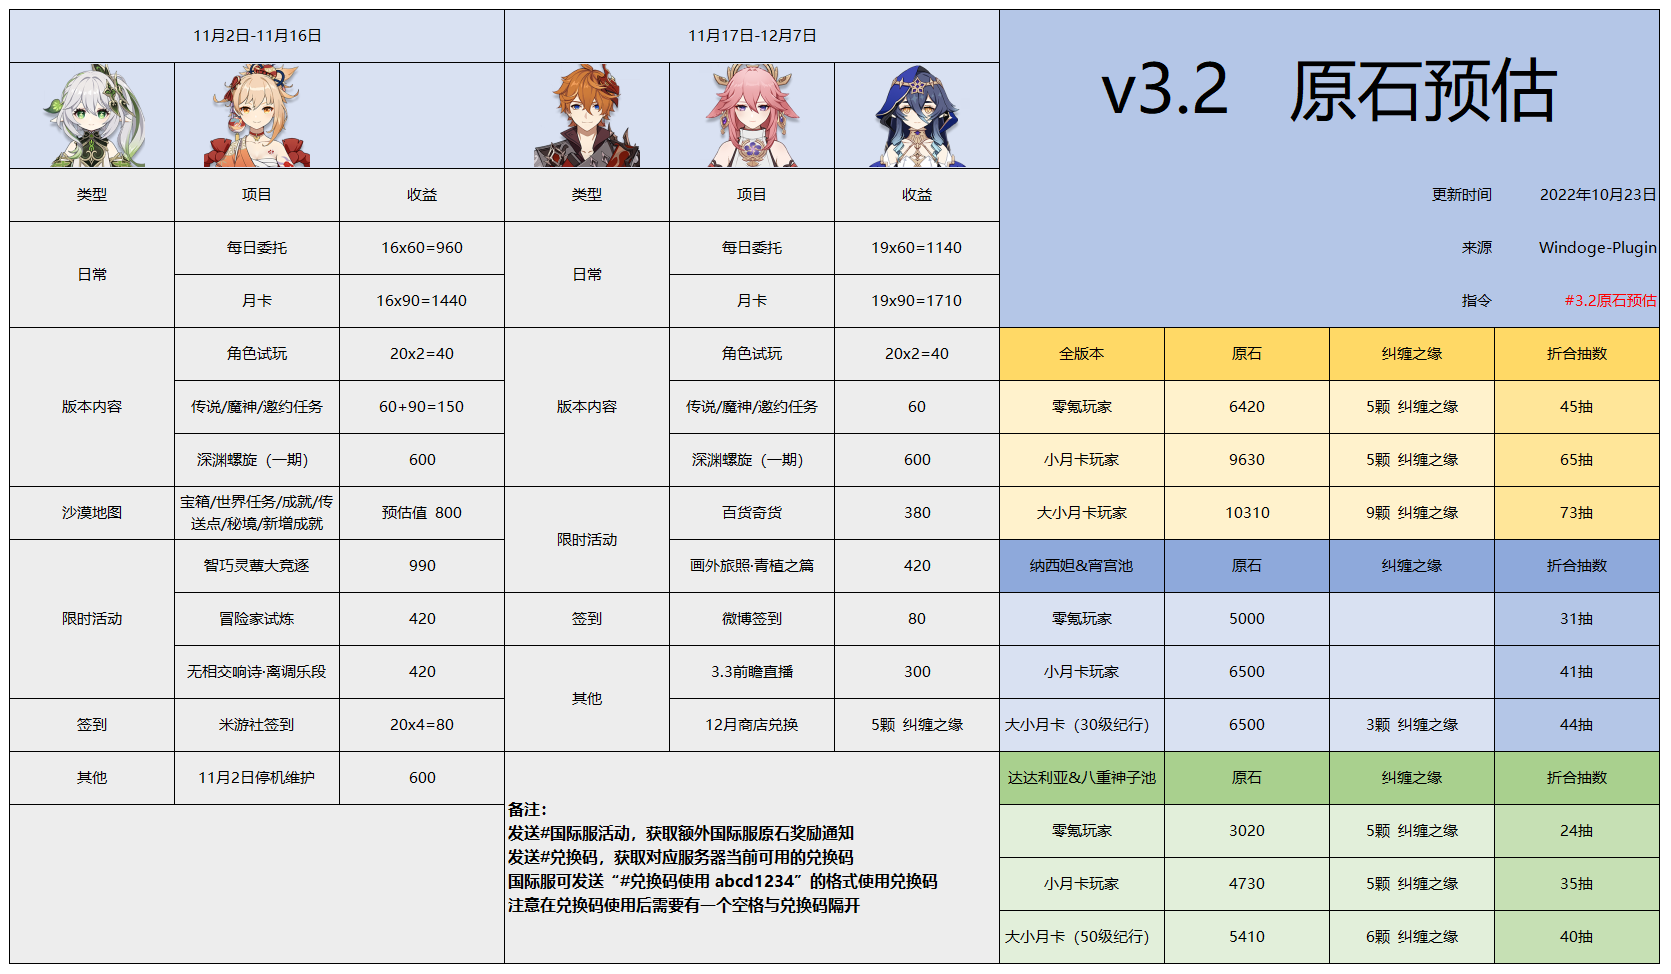 11月2日-11月16日 11月17日-12月7日
v3.2 原石预估
类型 项目 收益 类型 项目 收益 更新时间 2022年10月23日
日常 每日委托 16x60=960 日常 每日委托 19x60=1140 来源 Windoge-Plugin
月卡 16x90=1440 月卡 19x90=1710 指令 #3.2原石预估
版本内容 角色试玩 20x2=40 版本内容 角色试玩 20x2=40 全版本 原石 纠缠之缘 折合抽数
传说/魔神/邀约任务 60+90=150 传说/魔神/邀约任务 60 零氪玩家 6420 5颗 纠缠之缘 45抽
深渊螺旋（一期） 600 深渊螺旋（一期） 600 小月卡玩家 9630 5颗 纠缠之缘 65抽
沙漠地图 宝箱/世界任务/成就/传
送点/秘境/新增成就 预估值 800 限时活动 百货奇货 380 大小月卡玩家 10310 9颗 纠缠之缘 73抽
限时活动 智巧灵蕈大竞逐 990 画外旅照·青植之篇 420 纳西妲&宵宫池 原石 纠缠之缘 折合抽数
冒险家试炼 420 签到 微博签到 80 零氪玩家 5000 31抽
无相交响诗·离调乐段 420 其他 3.3前瞻直播 300 小月卡玩家 6500 41抽
签到 米游社签到 20x4=80 12月商店兑换 5颗 纠缠之缘 大小月卡（30级纪行） 6500 3颗 纠缠之缘 44抽
其他 11月2日停机维护 600 达达利亚&八重神子池 原石 纠缠之缘 折合抽数
备注：
发送#国际服活动，获取额外国际服原石奖励通知
发送#兑换码，获取对应服务器当前可用的兑换码
国际服可发送“#兑换码使用 abcd1234”的格式使用兑换码
注意在兑换码使用后需要有一个空格与兑换码隔开
零氪玩家 3020 5颗 纠缠之缘 24抽
小月卡玩家 4730 5颗 纠缠之缘 35抽
大小月卡（50级纪行） 5410 6颗 纠缠之缘 40抽